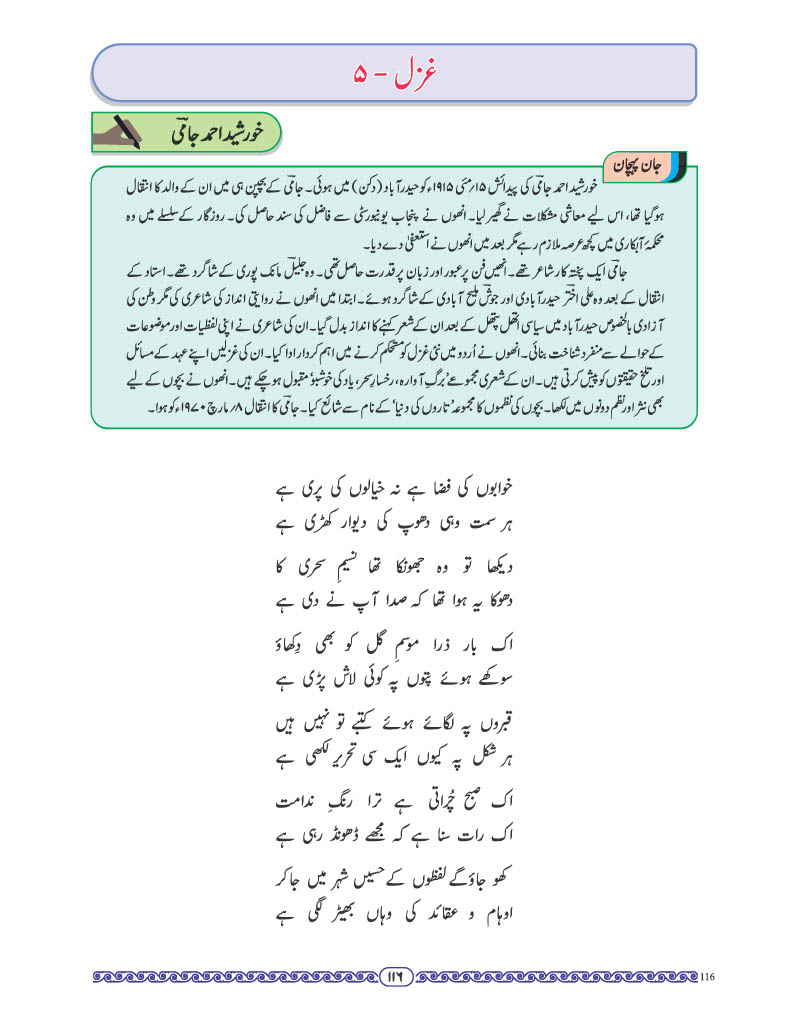 غزل - ۵
خورشید احمد جامیؔ
جان پہچان
خورشید احمد جامیؔ کی پیدائش ۱۵؍مئی ۱۹۱۵ء کو حیدرآباد (دکن) میں ہوئی۔ جامیؔ کے بچپن ہی میں ان کے والد کا انتقال
ہوگیا تھا، اس لیے معاشی مشکلات نے گھیر لیا۔ انھوں نے پنجاب یونیورسٹی سے فاضل کی سند حاصل کی۔ روزگار کے سلسلے میں وہ
محکمۂ آبکاری میں کچھ عرصہ ملازم رہے مگر بعد میں انھوں نے استعفیٰ دے دیا۔
جامیؔ ایک پختہ کار شاعر تھے۔ انھیں فن پر عبور اور زبان پر قدرت حاصل تھی۔ وہ جلیلؔ مانک پوری کے شاگرد تھے۔ استاد کے
انتقال کے بعد وہ علی اخترؔ حیدرآبادی اور جوشؔ ملیح آبادی کے شاگرد ہوئے۔ ابتدا میں انھوں نے روایتی انداز کی شاعری کی مگر وطن کی
آزادی بالخصوص حیدرآباد میں سیاسی اُتھل پتھل کے بعد ان کے شعر کہنے کا انداز بدل گیا۔ ان کی شاعری نے اپنی لفظیات اور موضوعات
کے حوالے سے منفرد شناخت بنائی۔ انھوں نے اُردو میں نئی غزل کو مستحکم کرنے میں اہم کردار ادا کیا۔ ان کی غزلیں اپنے عہد کے مسائل
اور تلخ حقیقتوں کو پیش کرتی ہیں۔ ان کے شعری مجموعے ’برگِ آوارہ، رخسارِ سحر، یاد کی خوشبو‘ مقبول ہوچکے ہیں۔ انھوں نے بچوں کے لیے
بھی نثر اور نظم دونوں میں لکھا۔ بچوں کی نظموں کا مجموعہ ’تاروں کی دنیا‘ کے نام سے شائع کیا۔ جامیؔ کا انتقال ۸؍مارچ ۱۹۷۰ء کو ہوا۔
خوابوں کی فضا ہے نہ خیالوں کی پری ہے
ہر سمت وہی دھوپ کی دیوار کھڑی ہے
دیکھا تو وہ جھونکا تھا نسیمِ سحری کا
دھوکا یہ ہوا تھا کہ صدا آپ نے دی ہے
اک بار ذرا موسمِ گل کو بھی دِکھاؤ
سوکھے ہوئے پتوں پہ کوئی لاش پڑی ہے
قبروں پہ لگائے ہوئے کتبے تو نہیں ہیں
ہر شکل پہ کیوں ایک سی تحریر لکھی ہے
اک صبح چُراتی ہے ترا رنگِ ندامت
اک رات سنا ہے کہ مجھے ڈھونڈ رہی ہے
کھو جاؤگے لفظوں کے حسیں شہر میں جاکر
اوہام و عقائد کی وہاں بھیڑ لگی ہے
۱۱۶
116